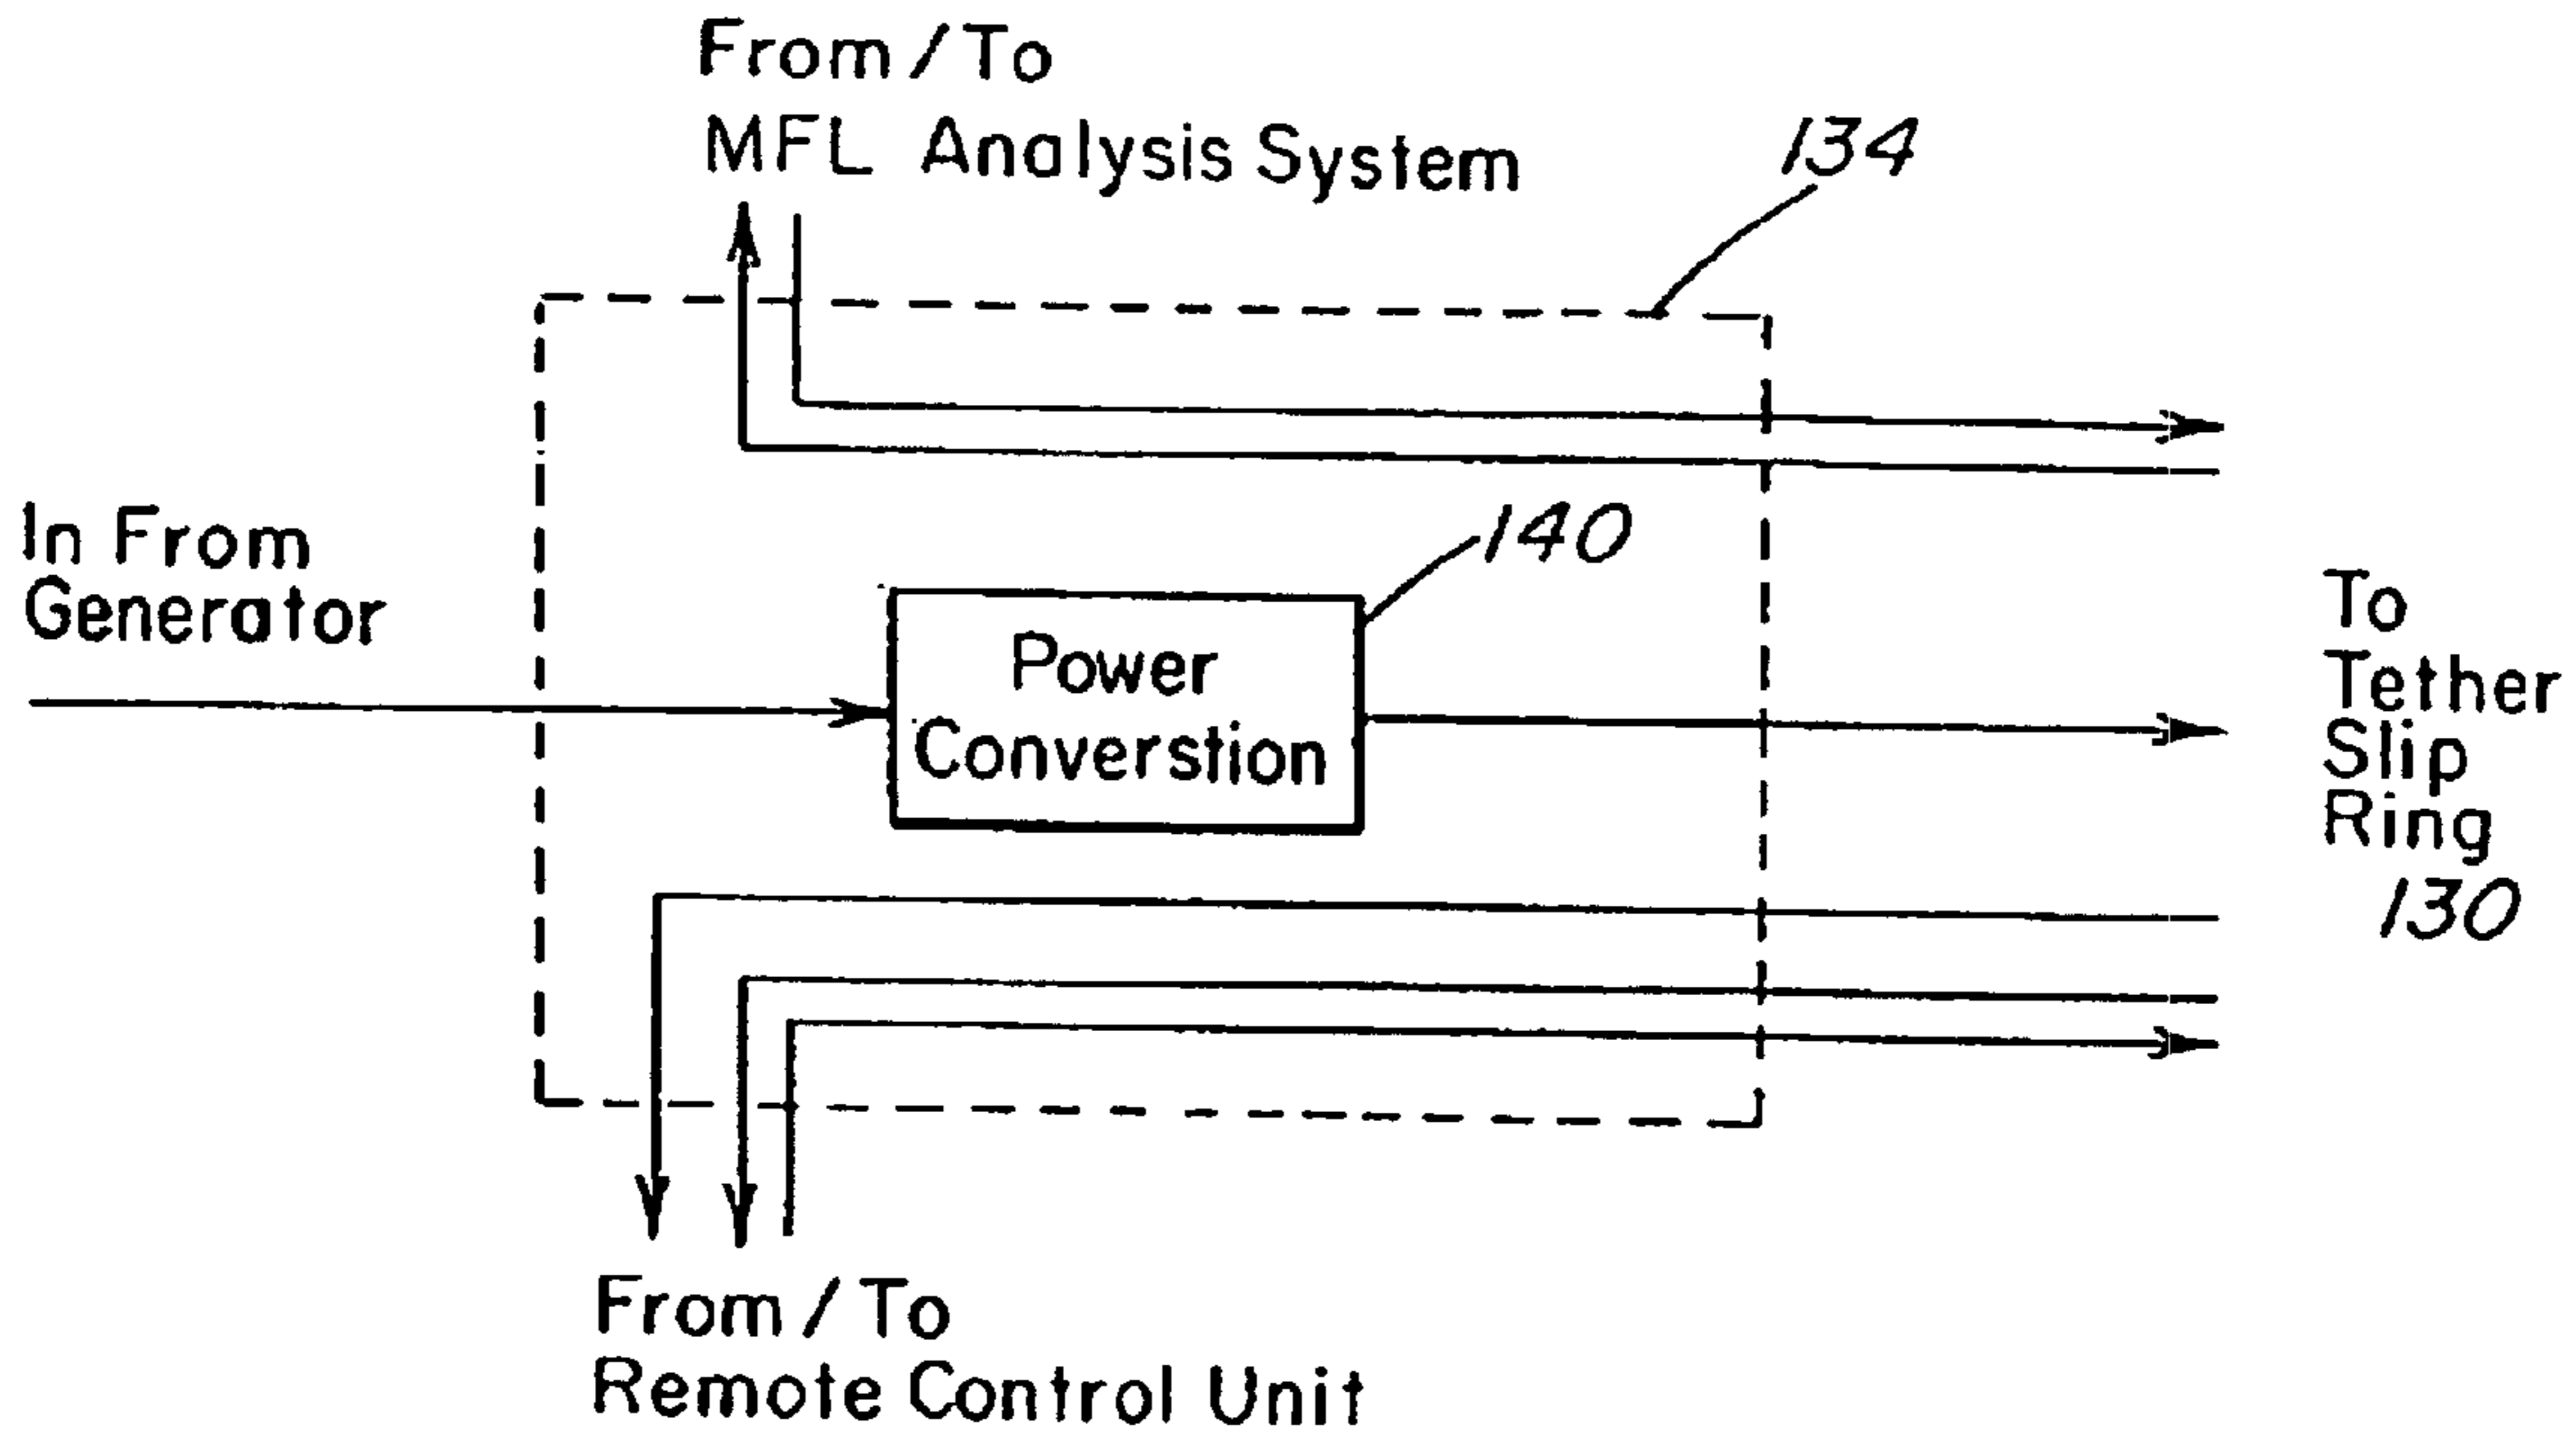 From / To
MFL Analysis System
134
In From
Generator
140
Power
Converstion
To
Tether
Slip
Ring
130
From / To
Remote Control Unit